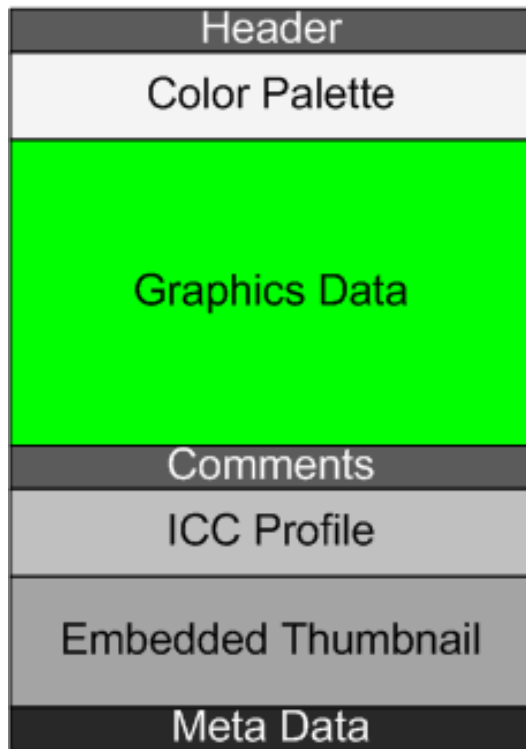 Header
Color Palette
Graphics Data
Comments
ICC Profile
Embedded Thumbnail
Meta Data